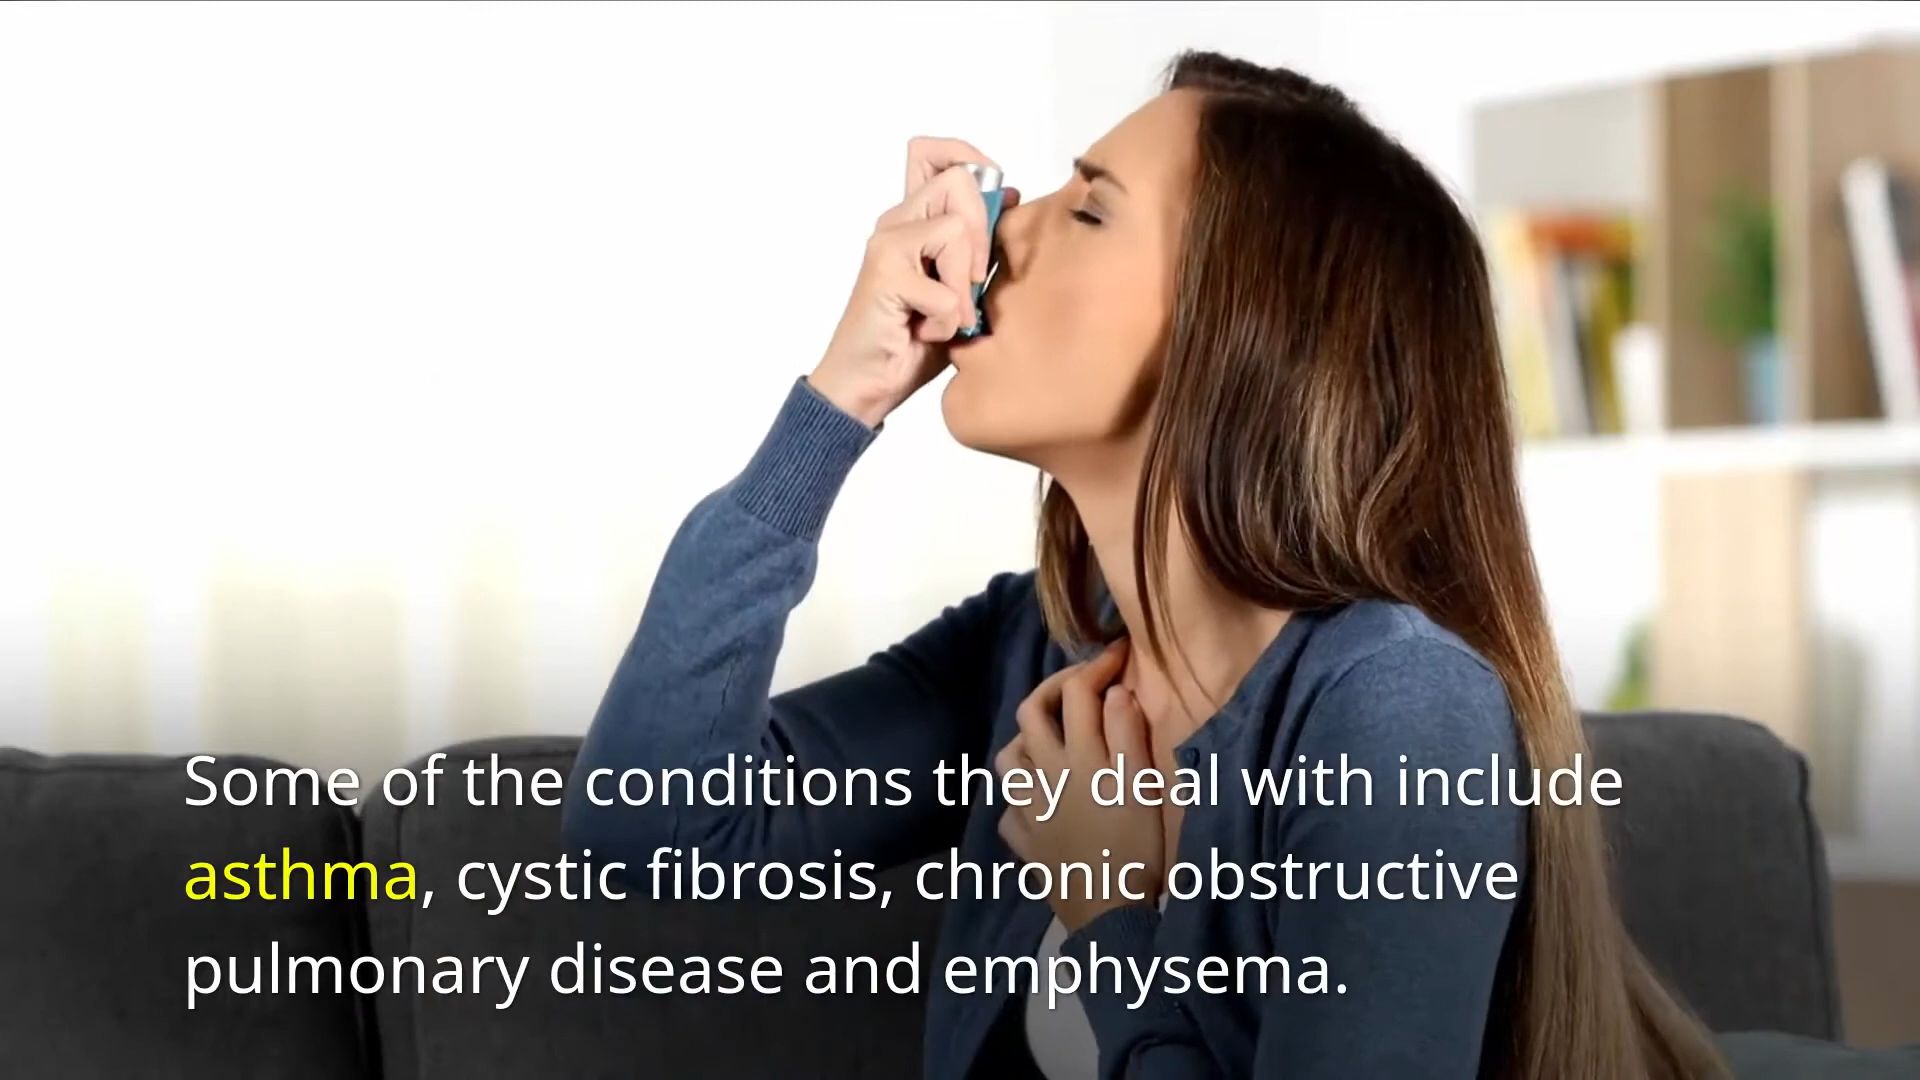 Some of the conditions they deal with include
asthma, cystic fibrosis, chronic obstructive
pulmonary disease and emphysema.